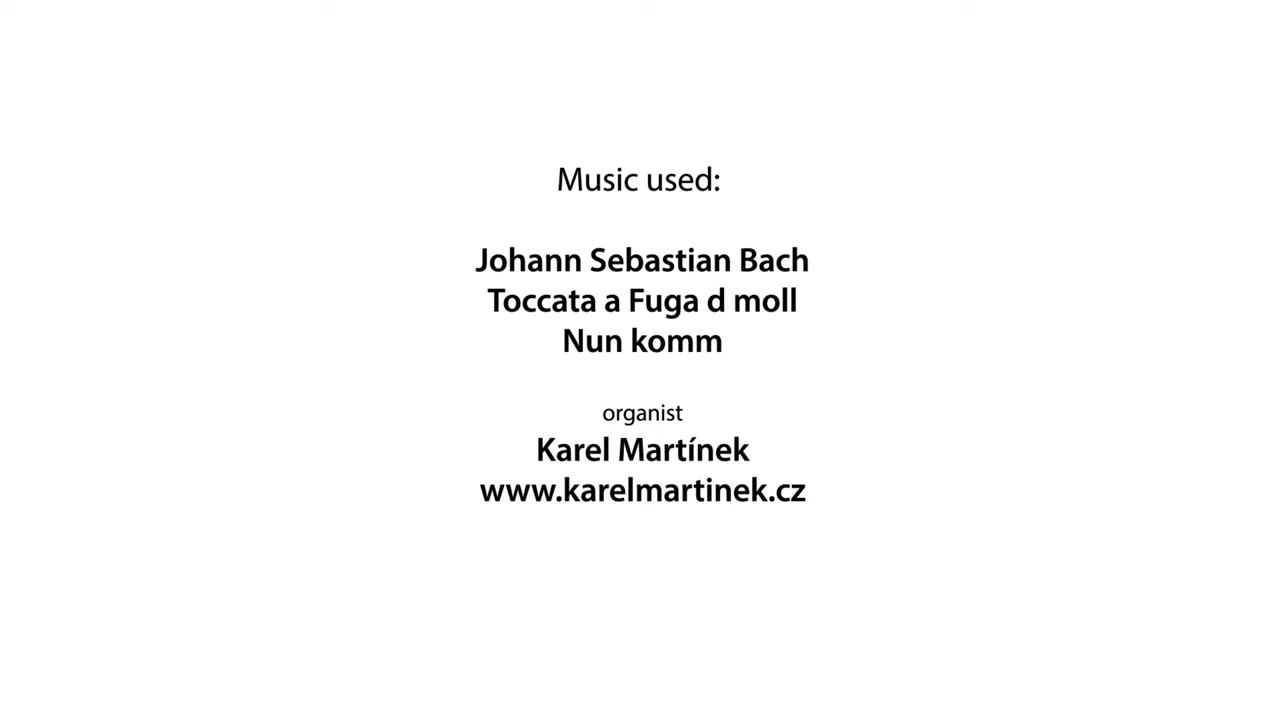 Music used:
Johann Sebastian Bach
Toccata a Fuga d moll
Nun komm
organist
Karel Martínek
www.karelmartinek.cz